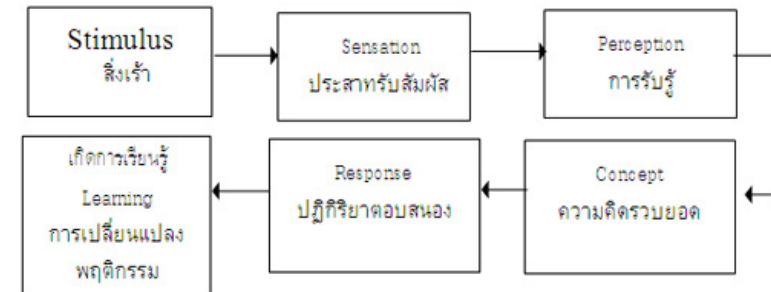 Stimulus
สิ่งเร้า
Sensation
ประสาทรับสัมผัส
Perception
การรับรู้
Concept
ความคิดรวบยอด
Response
ปฏิกิริยาตอบสนอง
เกิดการเรียนรู้
Learning
การเปลี่ยนแปลง
พฤติกรรม